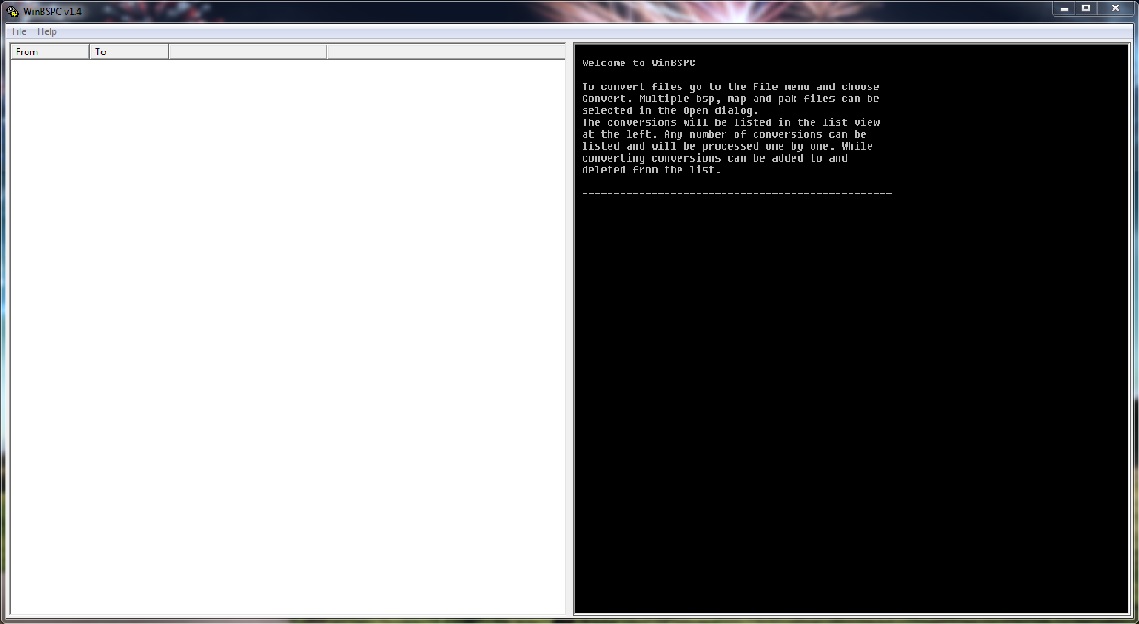 WinBSPC v1.4
File Help
From To
Welcome to WinBSPC
To convert files go to the File menu and choose
Convert. Multiple bsp, map and pak files can be
selected in the Open dialog.
The conversions will be listed in the list view
at the left. Any number of conversions can be
listed and will be processed one by one. While
converting conversions can be added to and
deleted from the list.
--------------------------------------------------